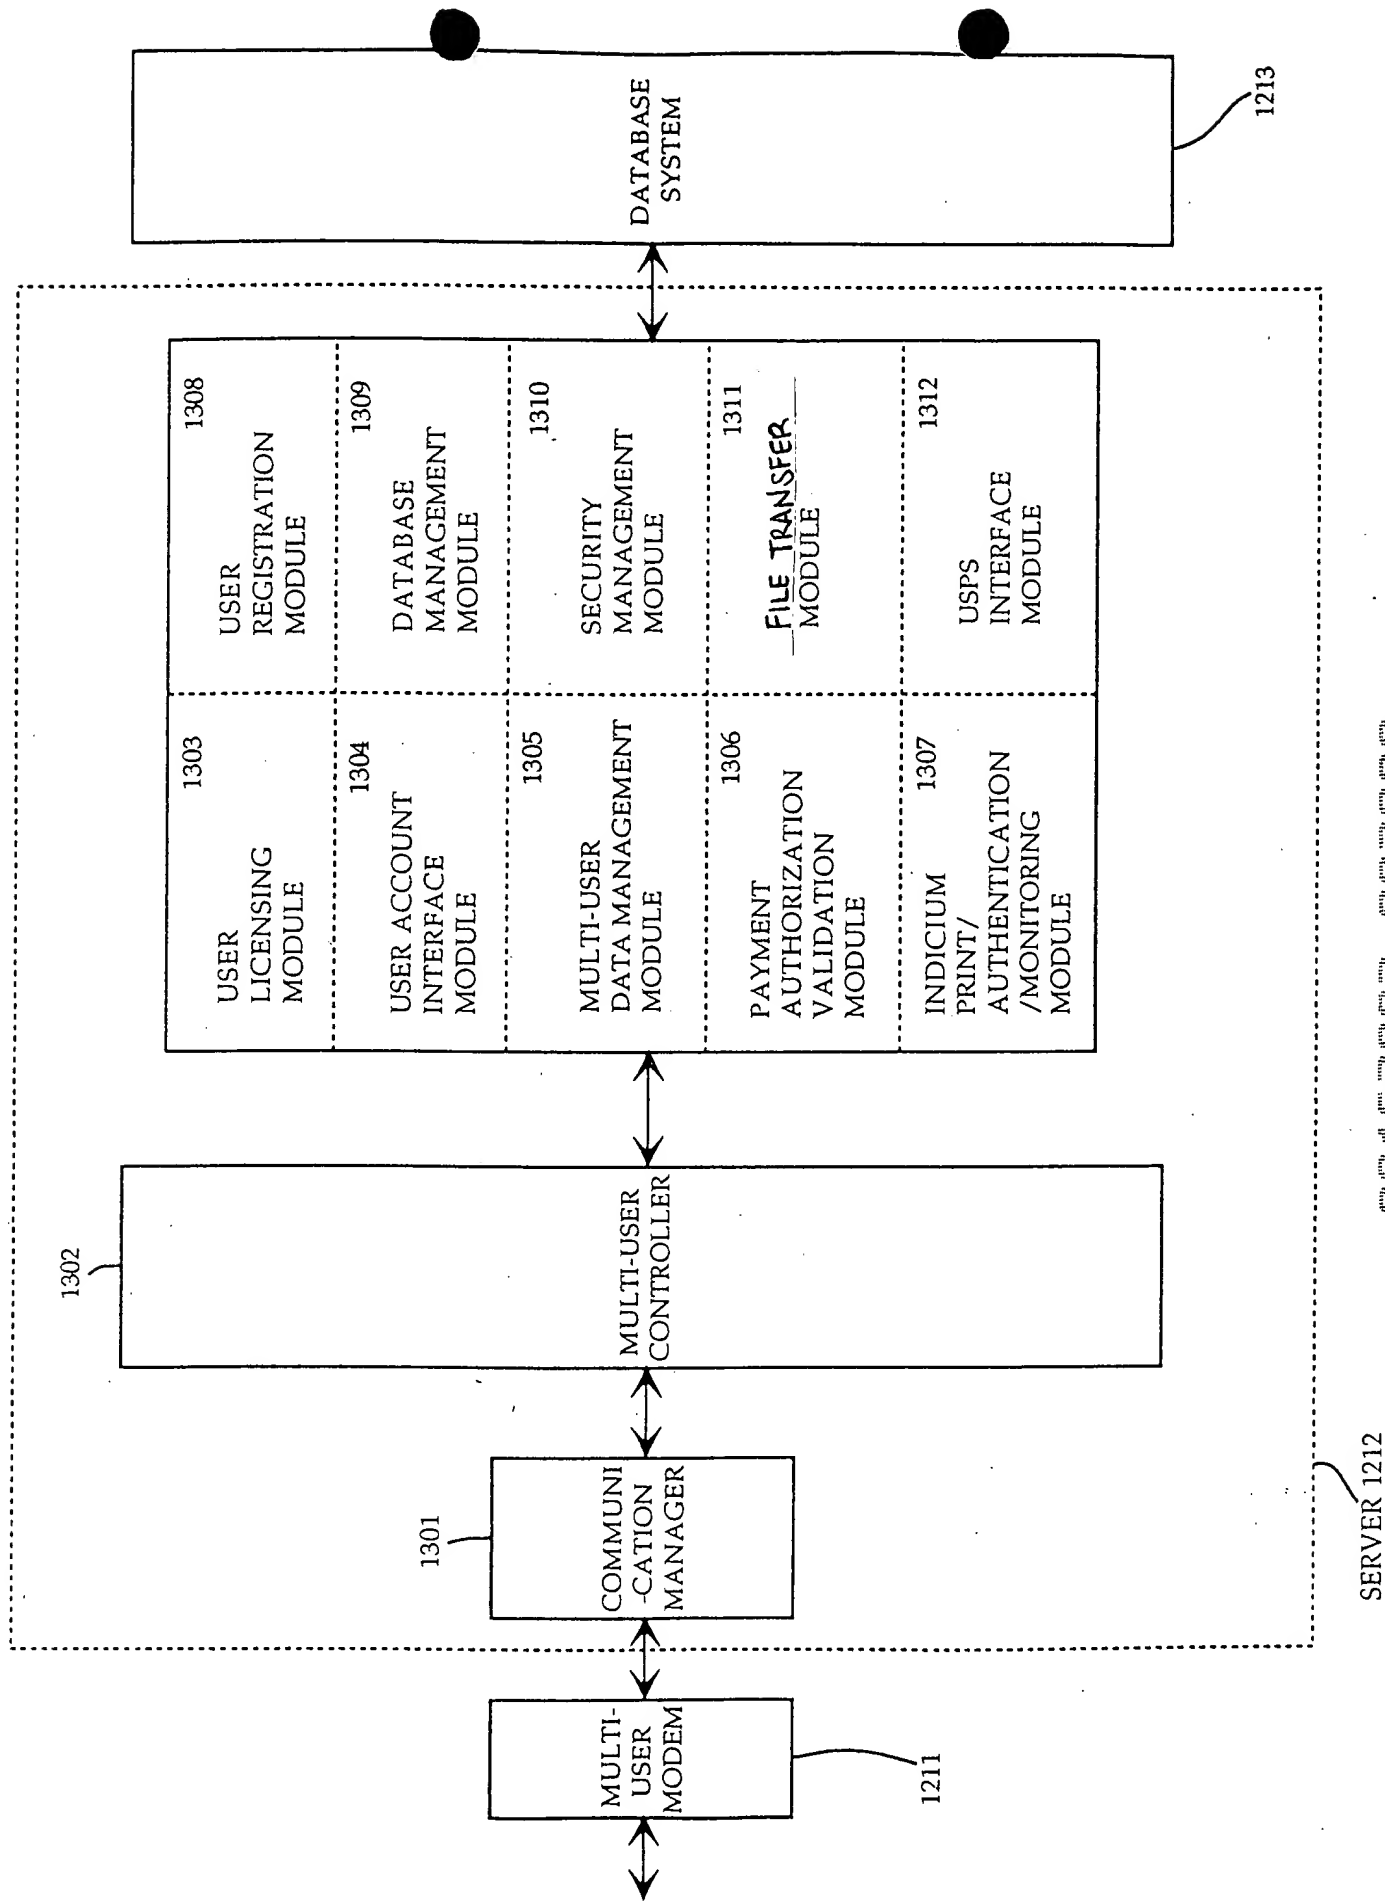 MULTI-
USER
MODEM
1211
1301
COMMUNI
-CATION
MANAGER
1302
MULTI-USER
CONTROLLER
1303
USER
LICENSING
MODULE
1304
USER ACCOUNT
INTERFACE
MODULE
1305
MULTI-USER
DATA MANAGEMENT
MODULE
1306
PAYMENT
AUTHORIZATION
VALIDATION
MODULE
1307
INDICIUM
PRINT/
AUTHENTICATION
/MONITORING
MODULE
1308
USER
REGISTRATION
MODULE
1309
DATABASE
MANAGEMENT
MODULE
1310
SECURITY
MANAGEMENT
MODULE
1311
FILE TRANSFER
MODULE
1312
USPS
INTERFACE
MODULE
DATABASE
SYSTEM
1213
SERVER 1212